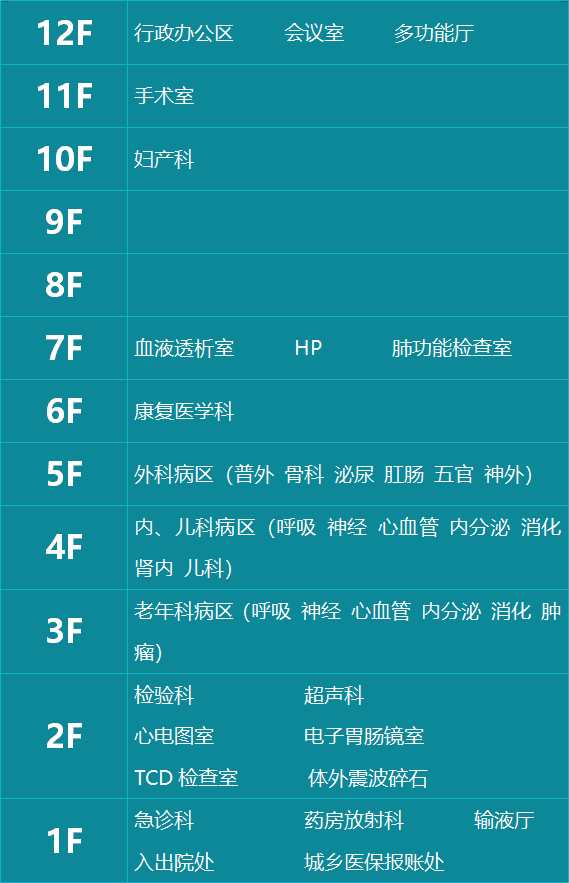 12F 行政办公区 会议室 多功能厅
11F 手术室
10F 妇产科
9F
8F
7F 血液透析室 HP 肺功能检查室
6F 康复医学科
5F 外科病区（普外 骨科 泌尿 肛肠 五官 神外）
4F 内、儿科病区（呼吸 神经 心血管 内分泌 消化
肾内 儿科）
3F 老年科病区（呼吸 神经 心血管 内分泌 消化 肿
瘤）
2F 检验科 超声科
心电图室 电子胃肠镜室
TCD 检查室 体外震波碎石
1F 急诊科 药房放射科 输液厅
入出院处 城乡医保报账处